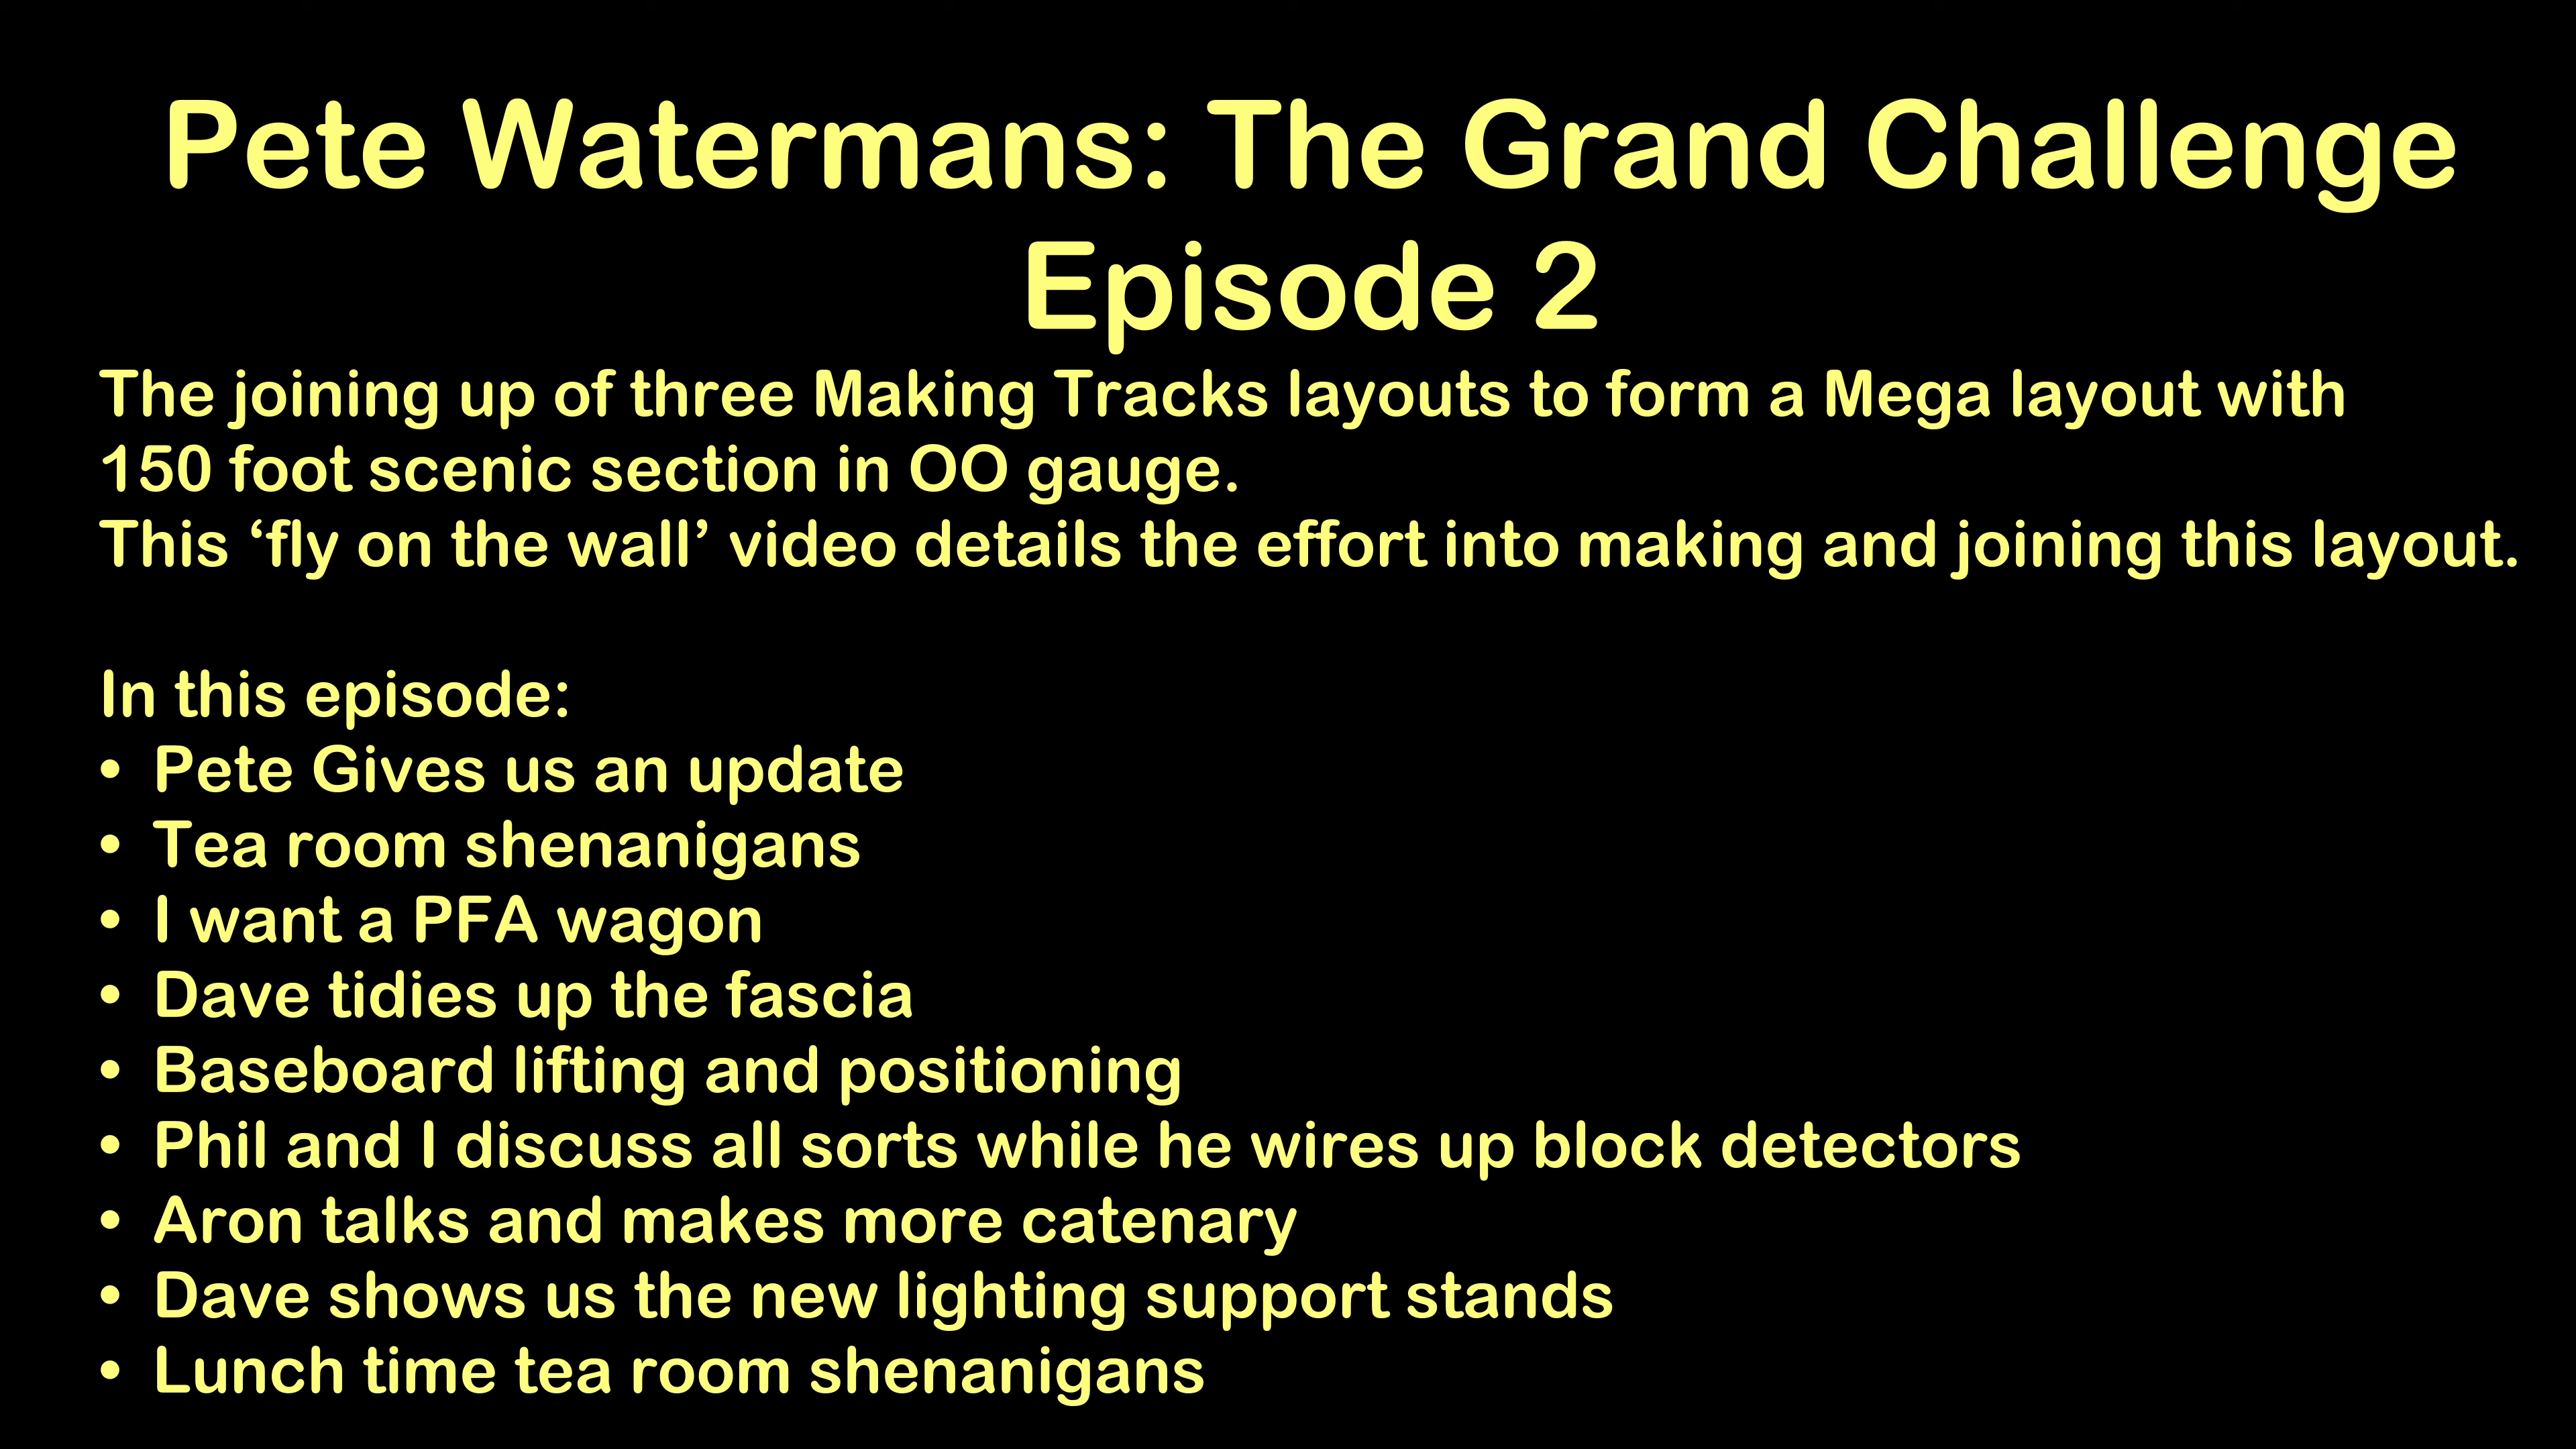 Pete Watermans: The Grand Challenge
Episode 2
The joining up of three Making Tracks layouts to form a Mega layout with
150 foot scenic section in OO gauge.
This ‘fly on the wall’ video details the effort into making and joining this layout.
In this episode:
• Pete Gives us an update
• Tea room shenanigans
• I want a PFA wagon
• Dave tidies up the fascia
• Baseboard lifting and positioning
• Phil and I discuss all sorts while he wires up block detectors
• Aron talks and makes more catenary
• Dave shows us the new lighting support stands
• Lunch time tea room shenanigans